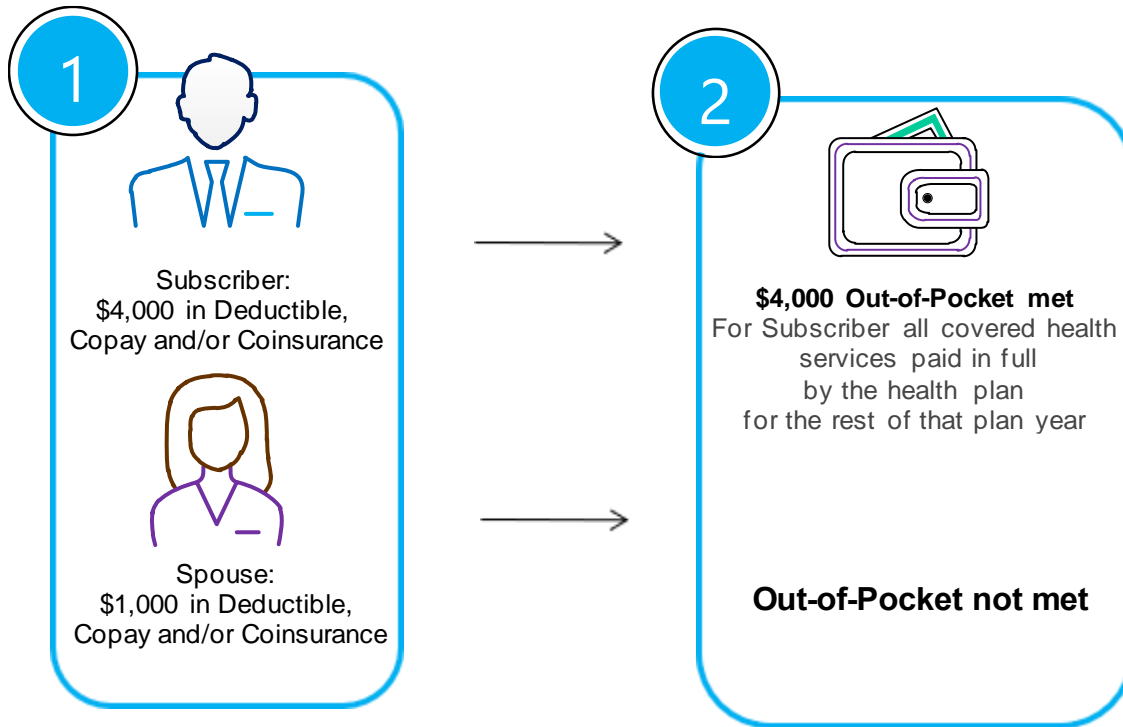 1
Subscriber:
$4,000 in Deductible,
Copay and/or Coinsurance
Spouse:
$1,000 in Deductible,
Copay and/or Coinsurance
2
$4,000 Out-of-Pocket met
For Subscriber all covered health
services paid in full
by the health plan
for the rest of that plan year
Out-of-Pocket not met